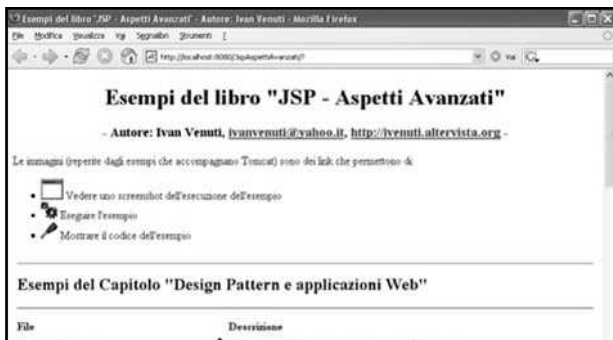 Esempi del libro "JSP - Aspetti Avanzati" - Autore: Ivan Venuti - Mozilla Firefox
File Modifica Visualizza Vai Segnalibri Strumenti ?
http://localhost:8080/JspAspettiAvanzati/?
Vai
Esempi del libro "JSP - Aspetti Avanzati"
- Autore: Ivan Venuti, ivanvenuti@yahoo.it, http://ivenuti.altervista.org -
Le immagini (reperite dagli esempi che accompagnano Tomcat) sono dei link che permettono di:
Vedere uno screenshot dell'esecuzione dell'esempio
Eseguire l'esempio
Mostrare il codice dell'esempio
Esempi del Capitolo "Design Pattern e applicazioni Web"
File Descrizione